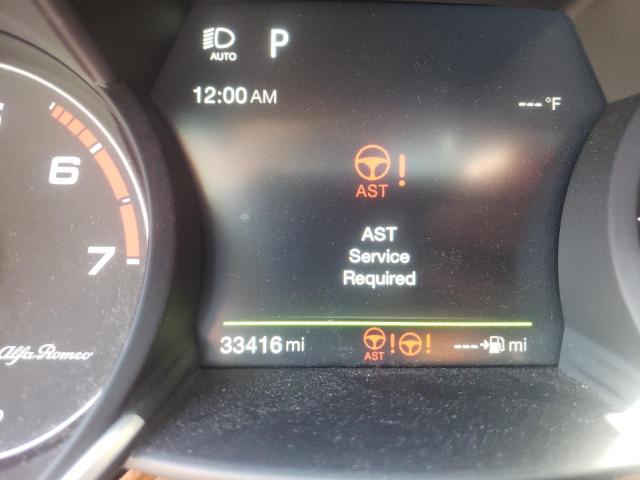 AUTO P
12:00 AM --- °F
6
7
AST !
AST
Service
Required
Alfa Romeo
33416 mi AST ! ! --- mi